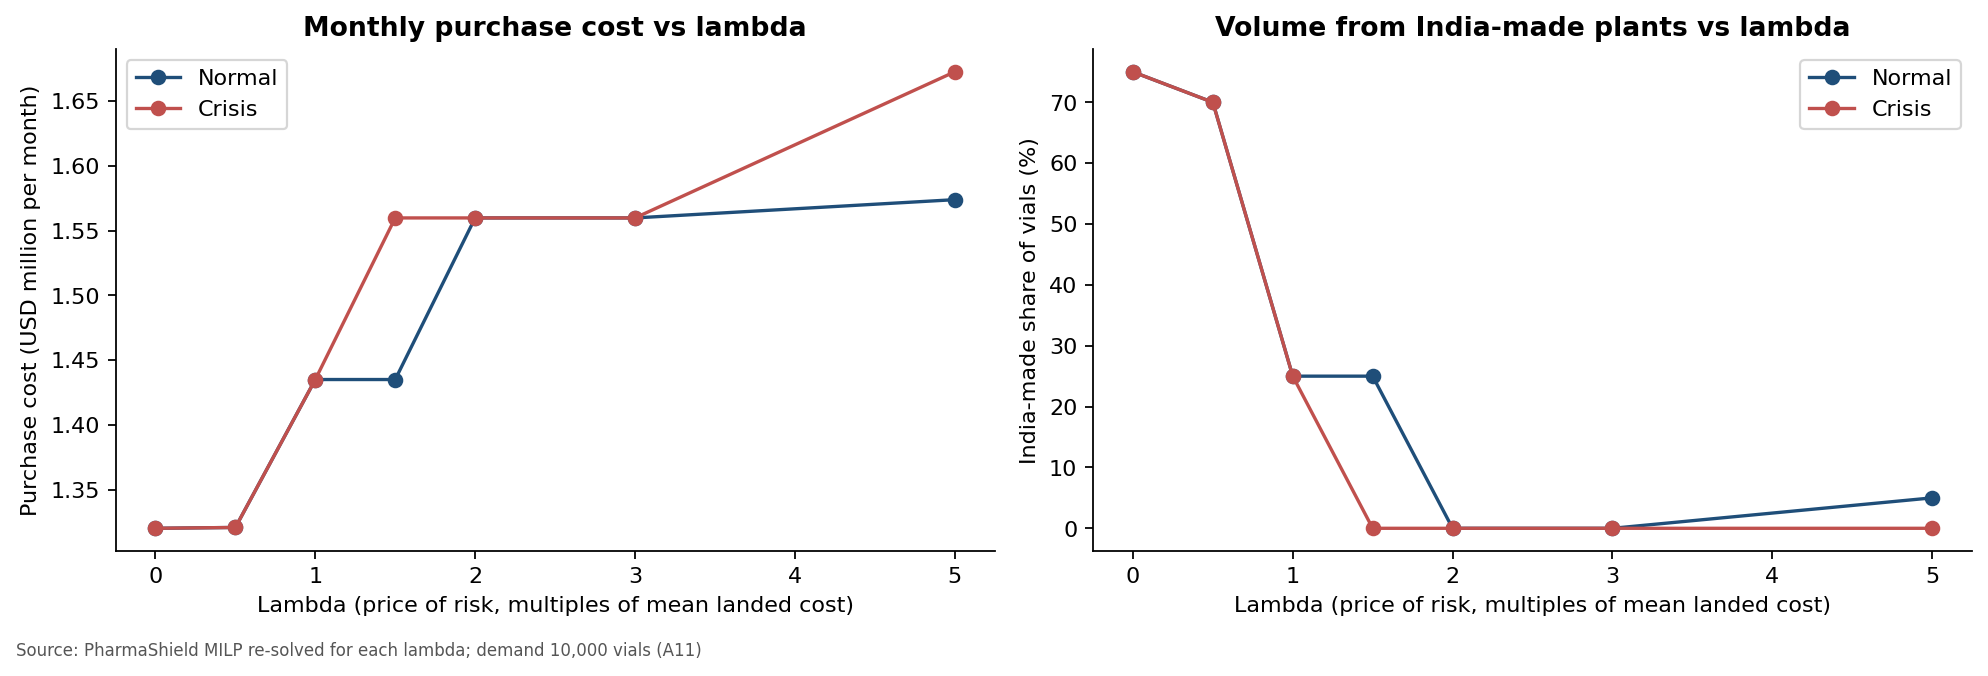 Monthly purchase cost vs lambda
Normal
Crisis
Purchase cost (USD million per month)
1.65
1.60
1.55
1.50
1.45
1.40
1.35
0 1 2 3 4 5
Lambda (price of risk, multiples of mean landed cost)
Volume from India-made plants vs lambda
Normal
Crisis
India-made share of vials (%)
70
60
50
40
30
20
10
0
0 1 2 3 4 5
Lambda (price of risk, multiples of mean landed cost)
Source: PharmaShield MILP re-solved for each lambda; demand 10,000 vials (A11)